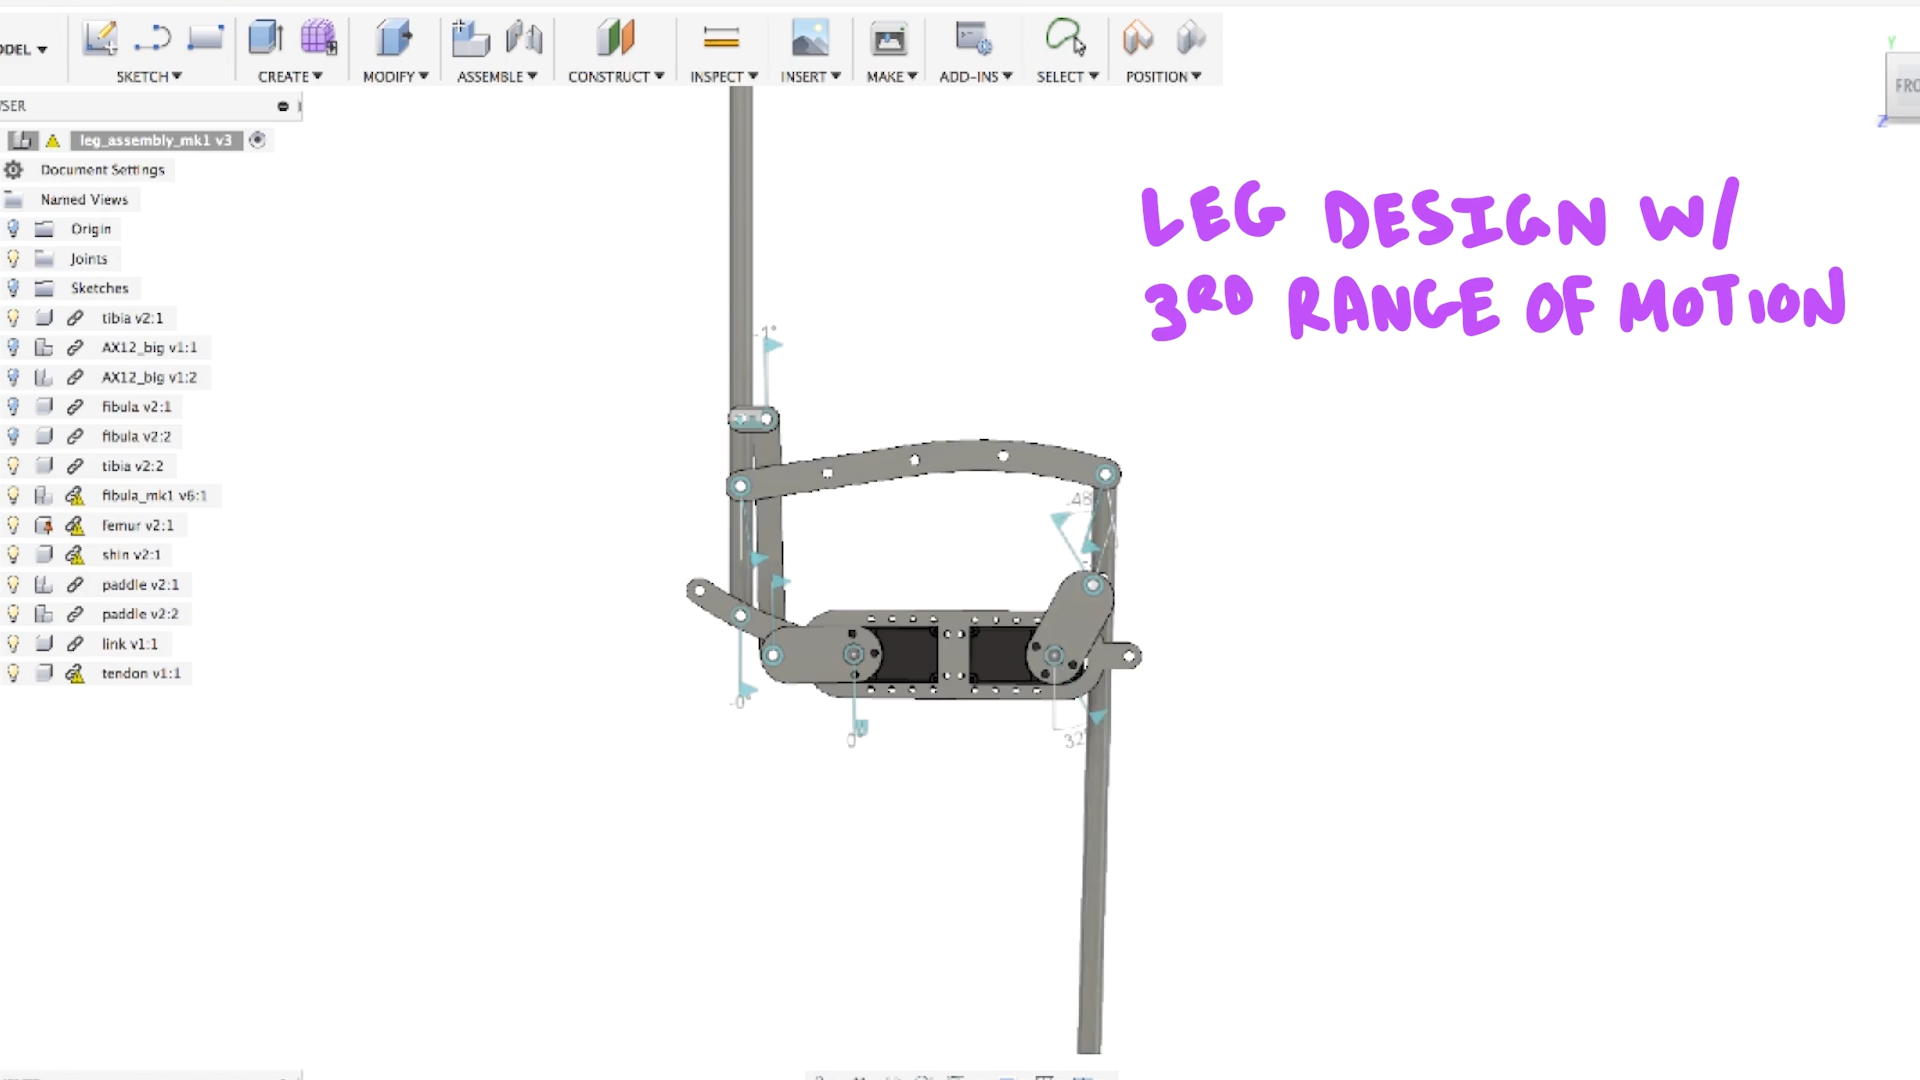 SKETCH▼ CREATE▼ MODIFY▼ ASSEMBLE▼ CONSTRUCT▼ INSPECT▼ INSERT▼ MAKE▼ ADD-INS▼ SELECT▼ POSITION▼
leg_assembly_mk1 v3
Document Settings
Named Views
Origin
Joints
Sketches
tibia v2:1
AX12_big v1:1
AX12_big v1:2
fibula v2:1
fibula v2:2
tibia v2:2
fibula_mk1 v6:1
femur v2:1
shin v2:1
paddle v2:1
paddle v2:2
link v1:1
tendon v1:1
LEG DESIGN W/
3RD RANGE OF MOTION
Y
Z